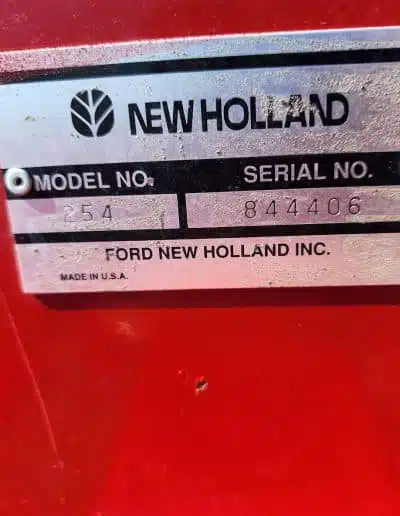 NEW HOLLAND
MODEL NO. SERIAL NO.
254 844406
FORD NEW HOLLAND INC.
MADE IN U.S.A.